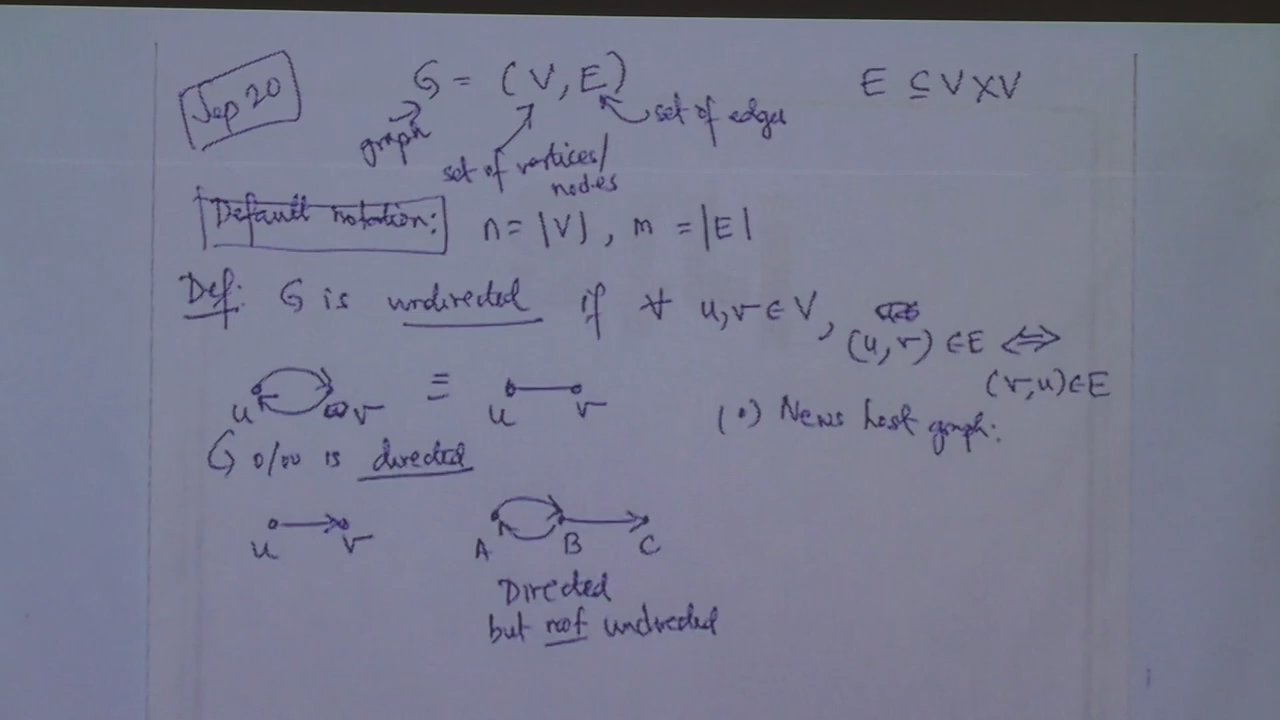 Sep 20
G = (V, E)
E ⊆ V X V
graph
set of edges
set of vertices/
nodes
Default notation: n = |V|, m = |E|
Def: G is undirected if ∀ u,v ∈ V, (u,v) ∈ E ⇔
(v,u) ∈ E
u v ≡ u v
(•) News host graph:
G o/w is directed
u v
A B C
Directed
but not undirected